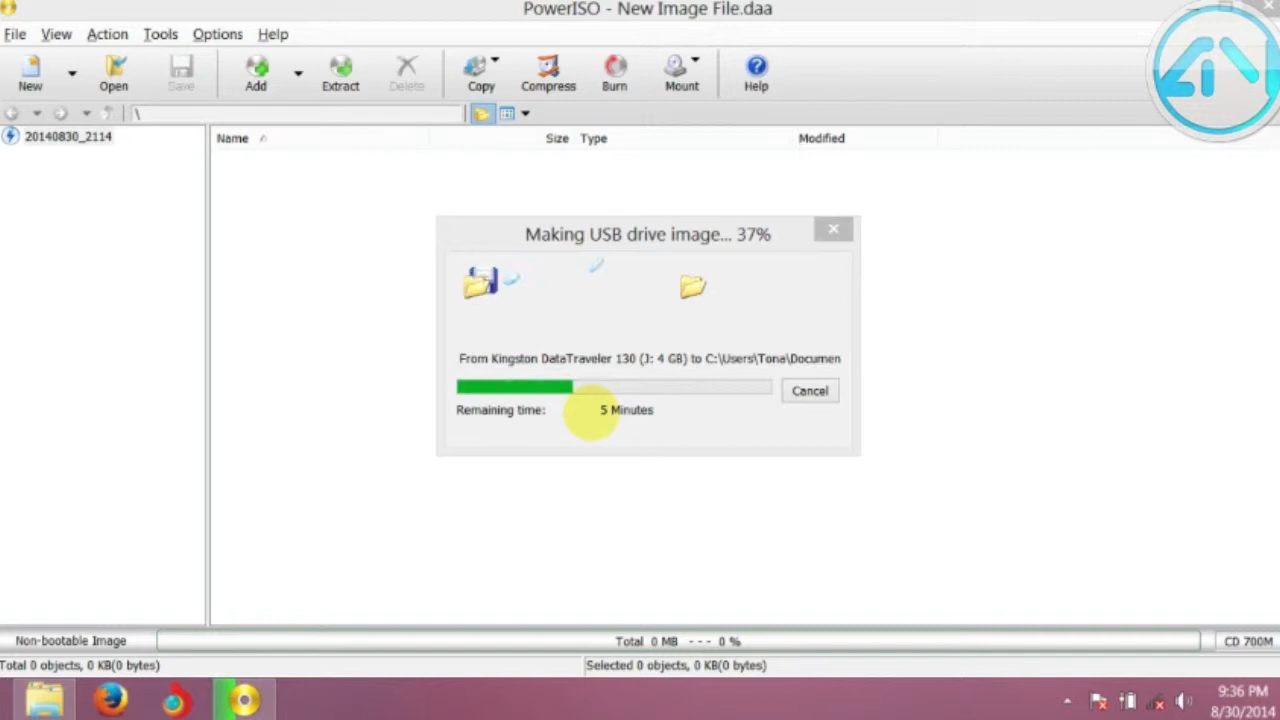 PowerISO - New Image File.daa
File View Action Tools Options Help
New Open Save Add Extract Delete Copy Compress Burn Mount Help
\
20140830_2114
Name Size Type Modified
Making USB drive image... 37%
From Kingston DataTraveler 130 (J: 4 GB) to C:\Users\Tona\Documen
Cancel
Remaining time: 5 Minutes
Non-bootable Image Total 0 MB --- 0 % CD 700M
Total 0 objects, 0 KB(0 bytes) Selected 0 objects, 0 KB(0 bytes)
9:36 PM
8/30/2014